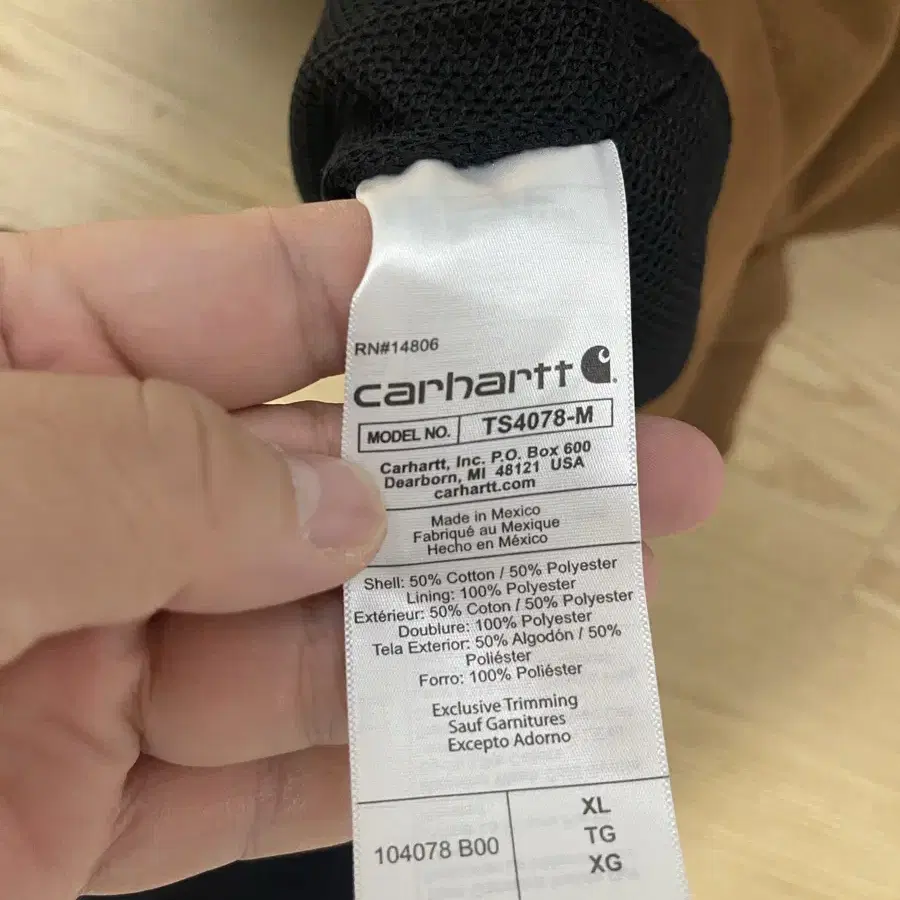 RN#14806
carhartt
MODEL NO. TS4078-M
Carhartt, Inc. P.O. Box 600
Dearborn, MI 48121 USA
carhartt.com
Made in Mexico
Fabriqué au Mexique
Hecho en México
Shell: 50% Cotton / 50% Polyester
Lining: 100% Polyester
Extérieur: 50% Coton / 50% Polyester
Doublure: 100% Polyester
Tela Exterior: 50% Algodón / 50%
Poliéster
Forro: 100% Poliéster
Exclusive Trimming
Sauf Garnitures
Excepto Adorno
104078 B00
XL
TG
XG